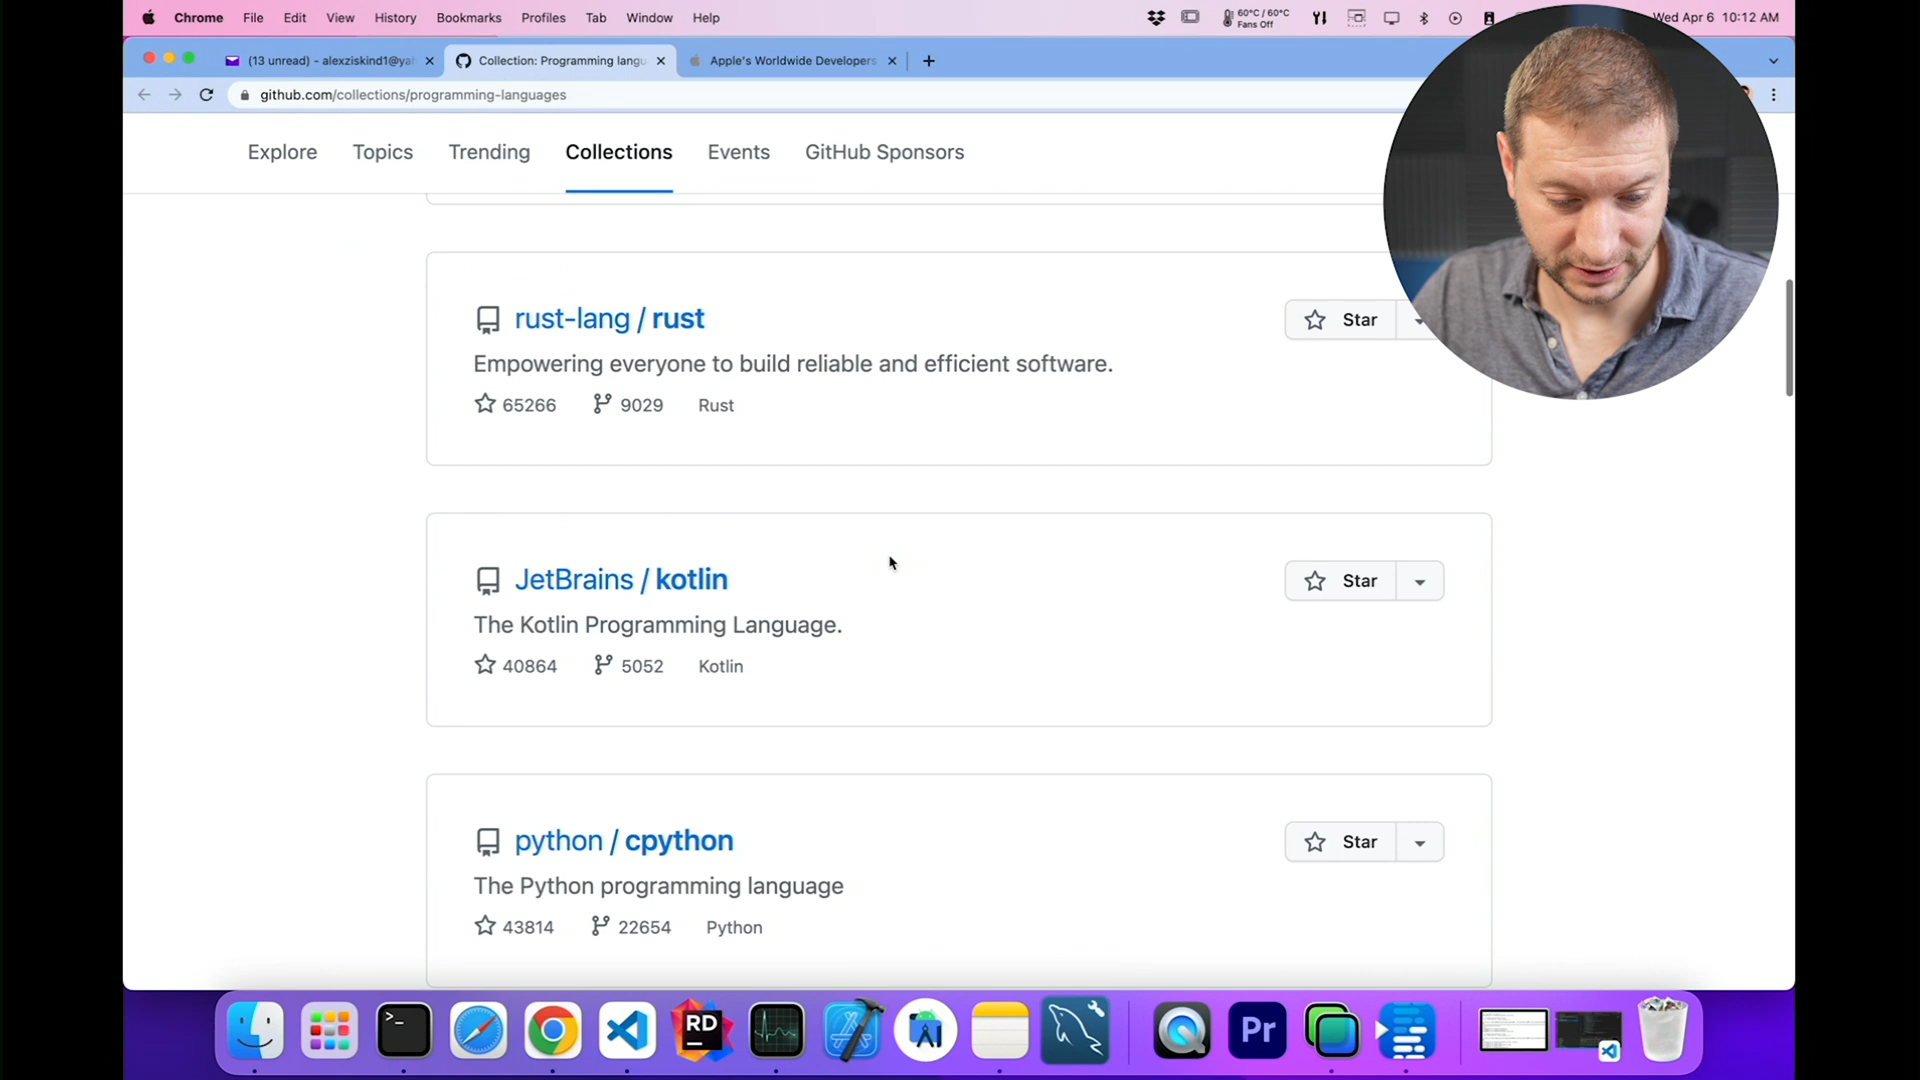 Chrome File Edit View History Bookmarks Profiles Tab Window Help
60°C / 60°C
Fans Off
Wed Apr 6 10:12 AM
(13 unread) - alexziskind1@yah
Collection: Programming langu
Apple's Worldwide Developers
github.com/collections/programming-languages
Explore Topics Trending Collections Events GitHub Sponsors
rust-lang / rust
Star
Empowering everyone to build reliable and efficient software.
65266 9029 Rust
JetBrains / kotlin
Star
The Kotlin Programming Language.
40864 5052 Kotlin
python / cpython
Star
The Python programming language
43814 22654 Python
>_
RD
Pr